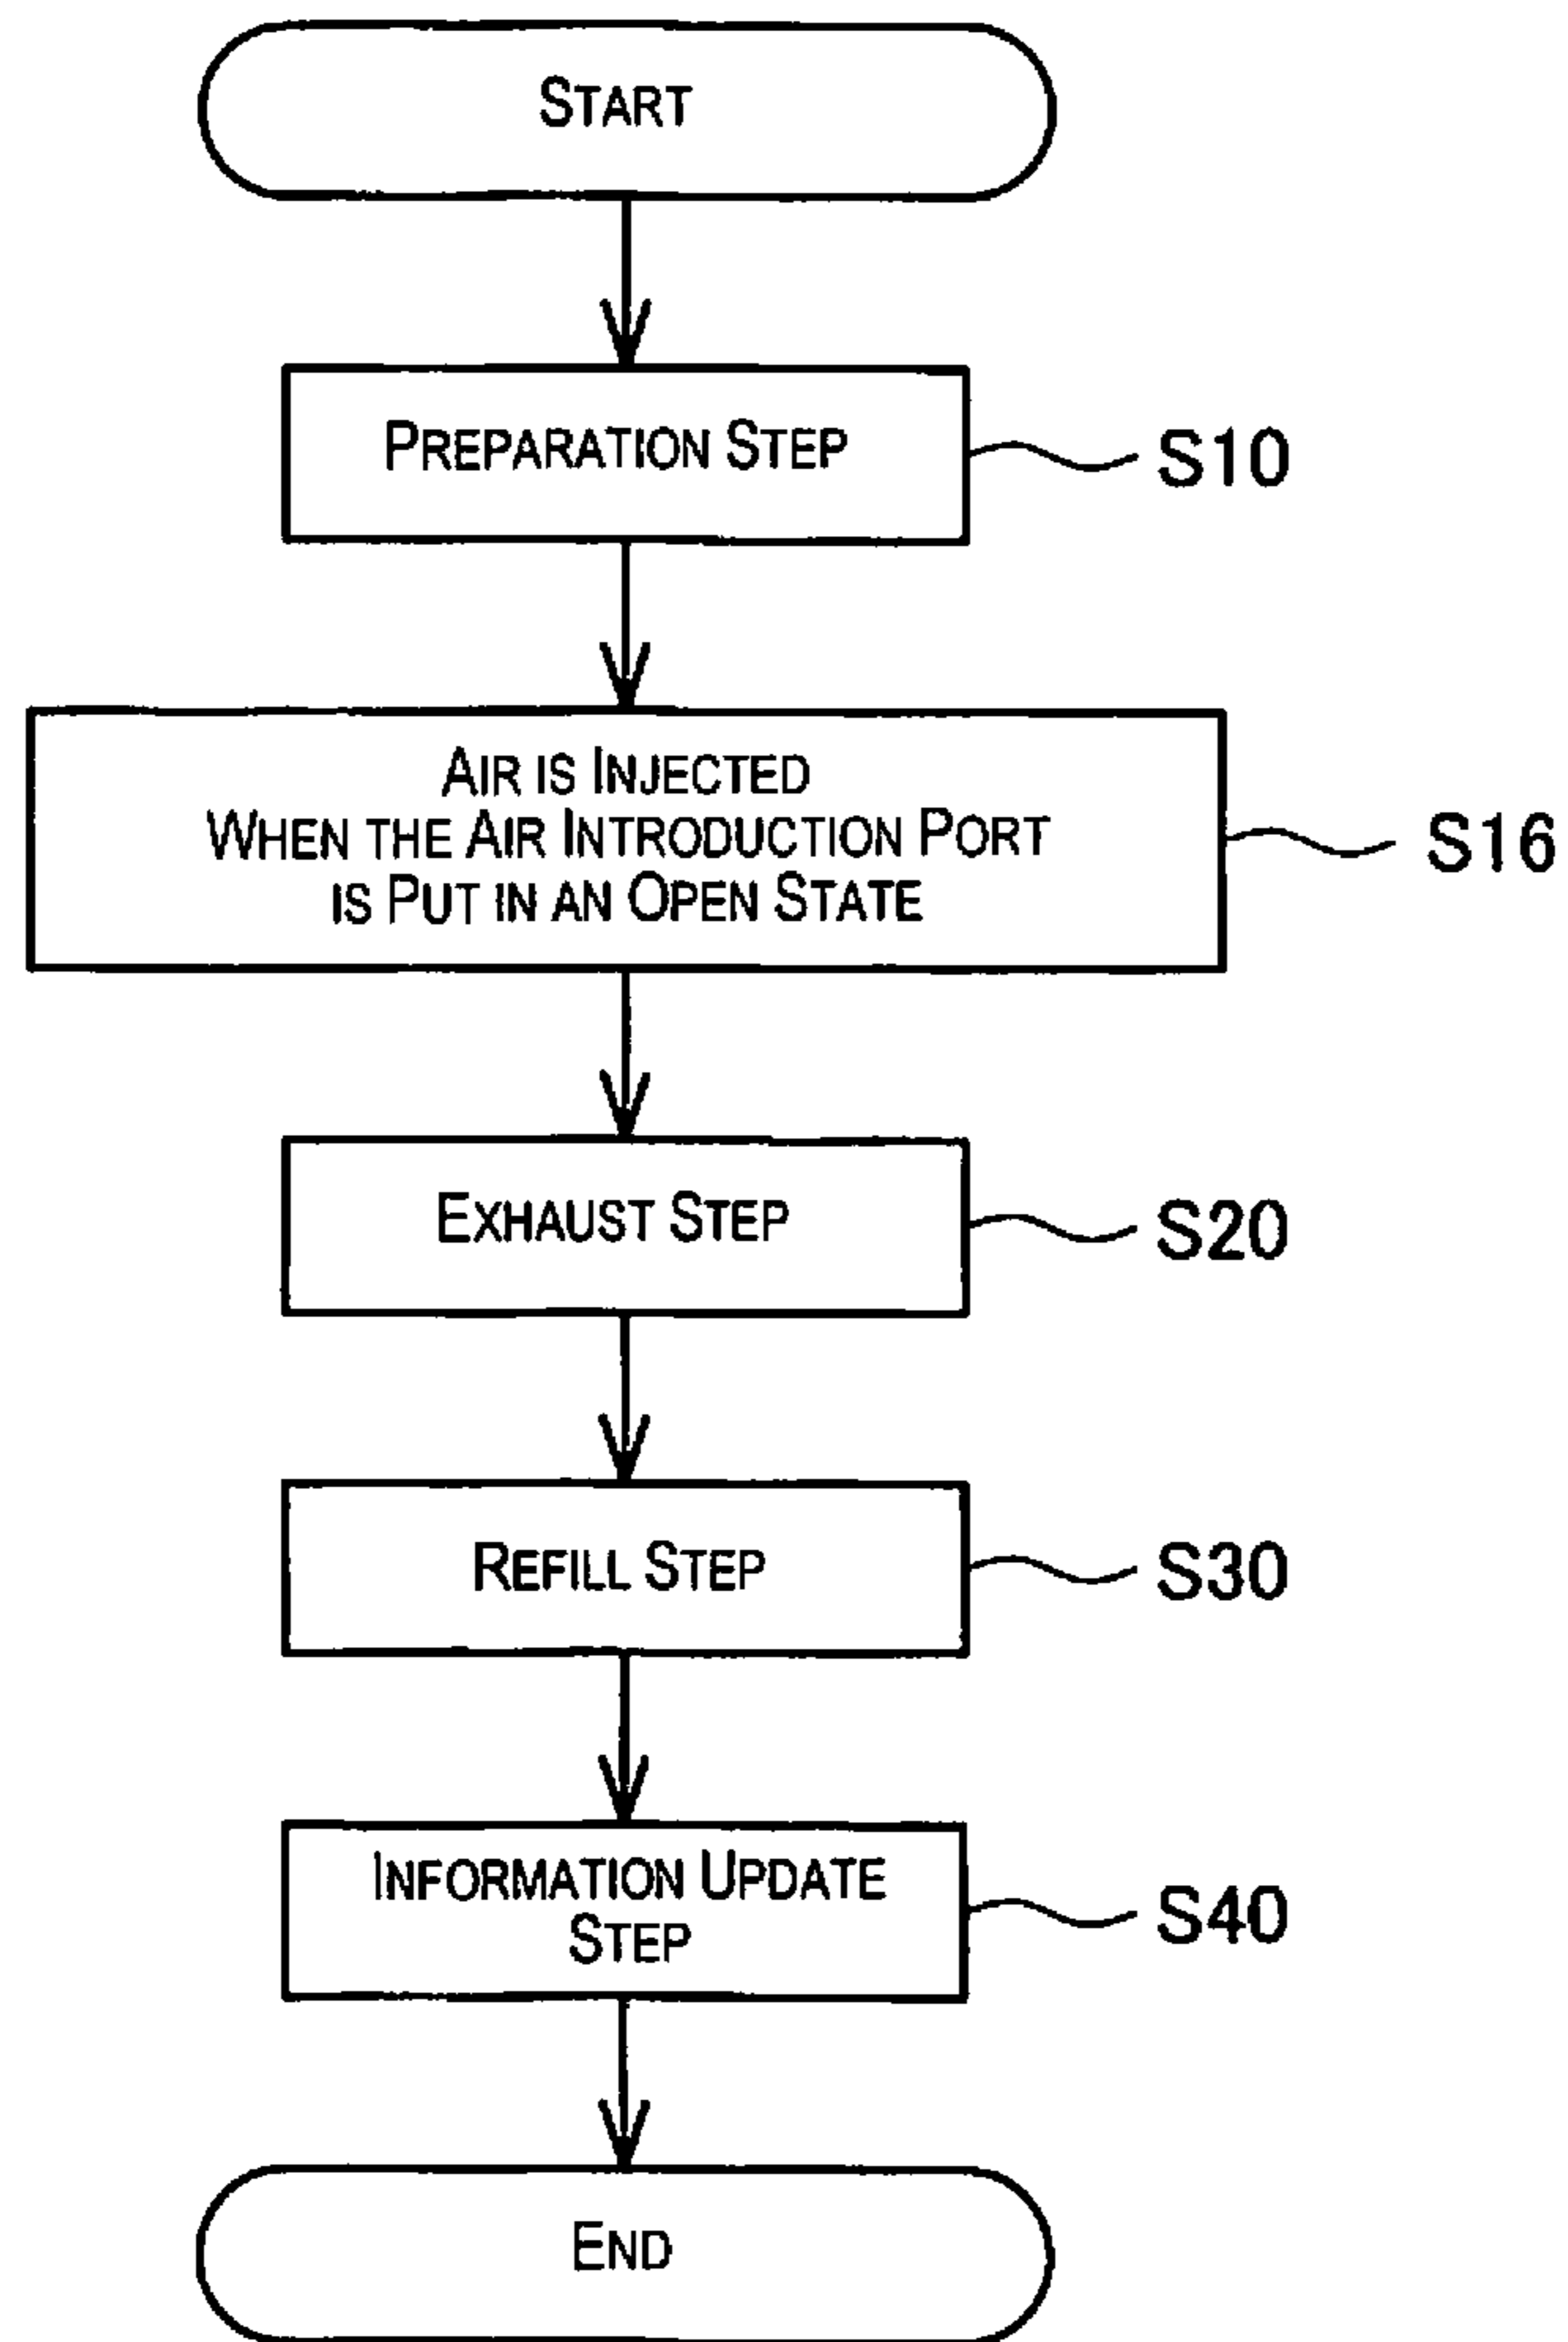 START
PREPARATION STEP
S10
AIR IS INJECTED
WHEN THE AIR INTRODUCTION PORT
IS PUT IN AN OPEN STATE
S16
EXHAUST STEP
S20
REFILL STEP
S30
INFORMATION UPDATE
STEP
S40
END